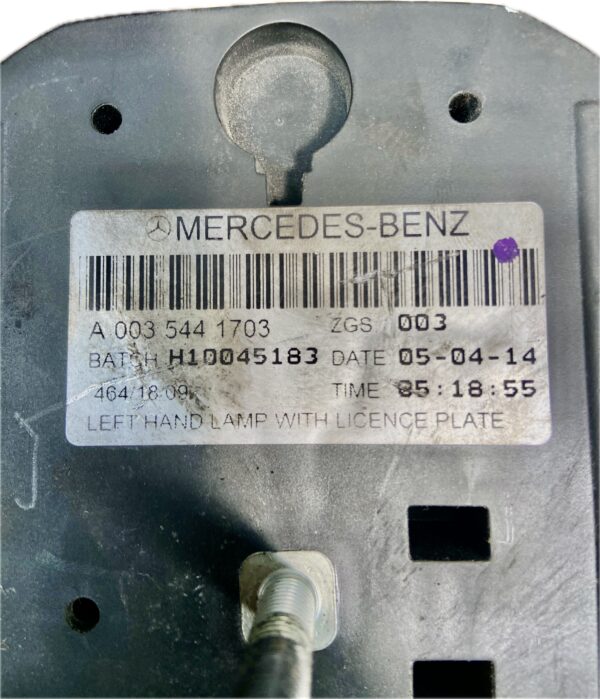 MERCEDES-BENZ
A 003 544 1703 ZGS 003
BATCH H10045183 DATE 05-04-14
464/18 09 TIME 05:18:55
LEFT HAND LAMP WITH LICENCE PLATE